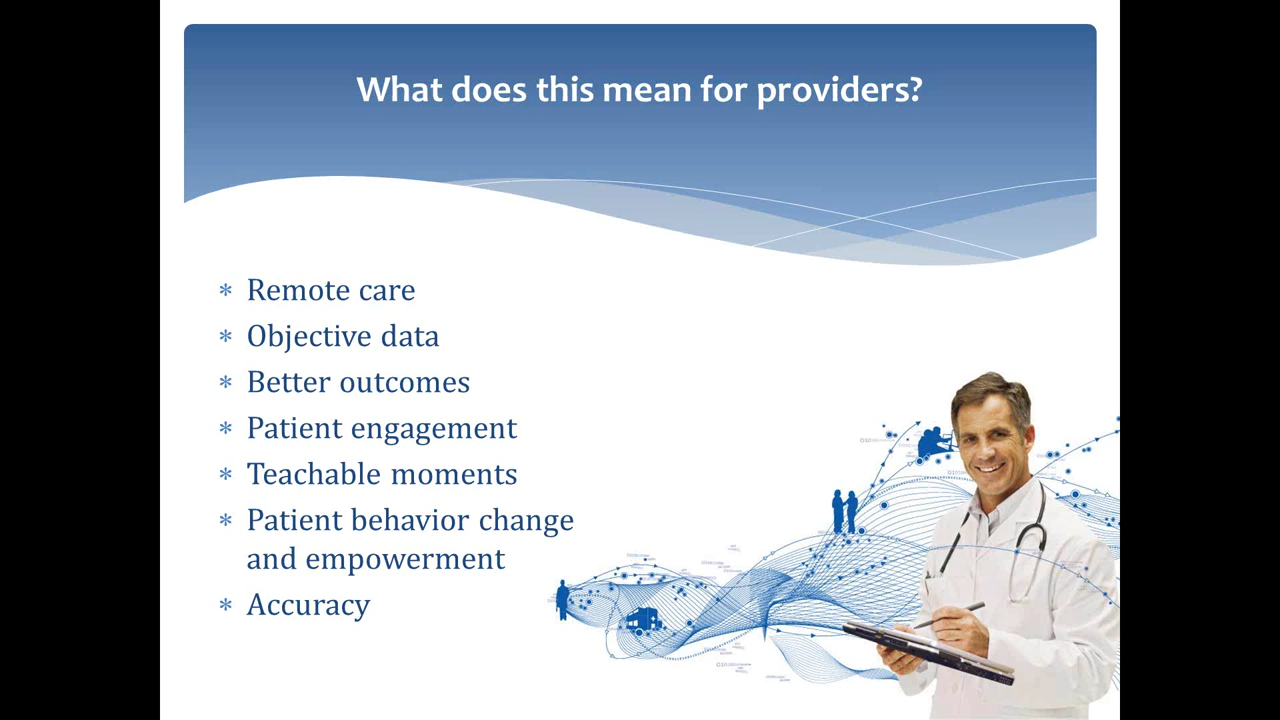 What does this mean for providers?
* Remote care
* Objective data
* Better outcomes
* Patient engagement
* Teachable moments
* Patient behavior change
and empowerment
* Accuracy